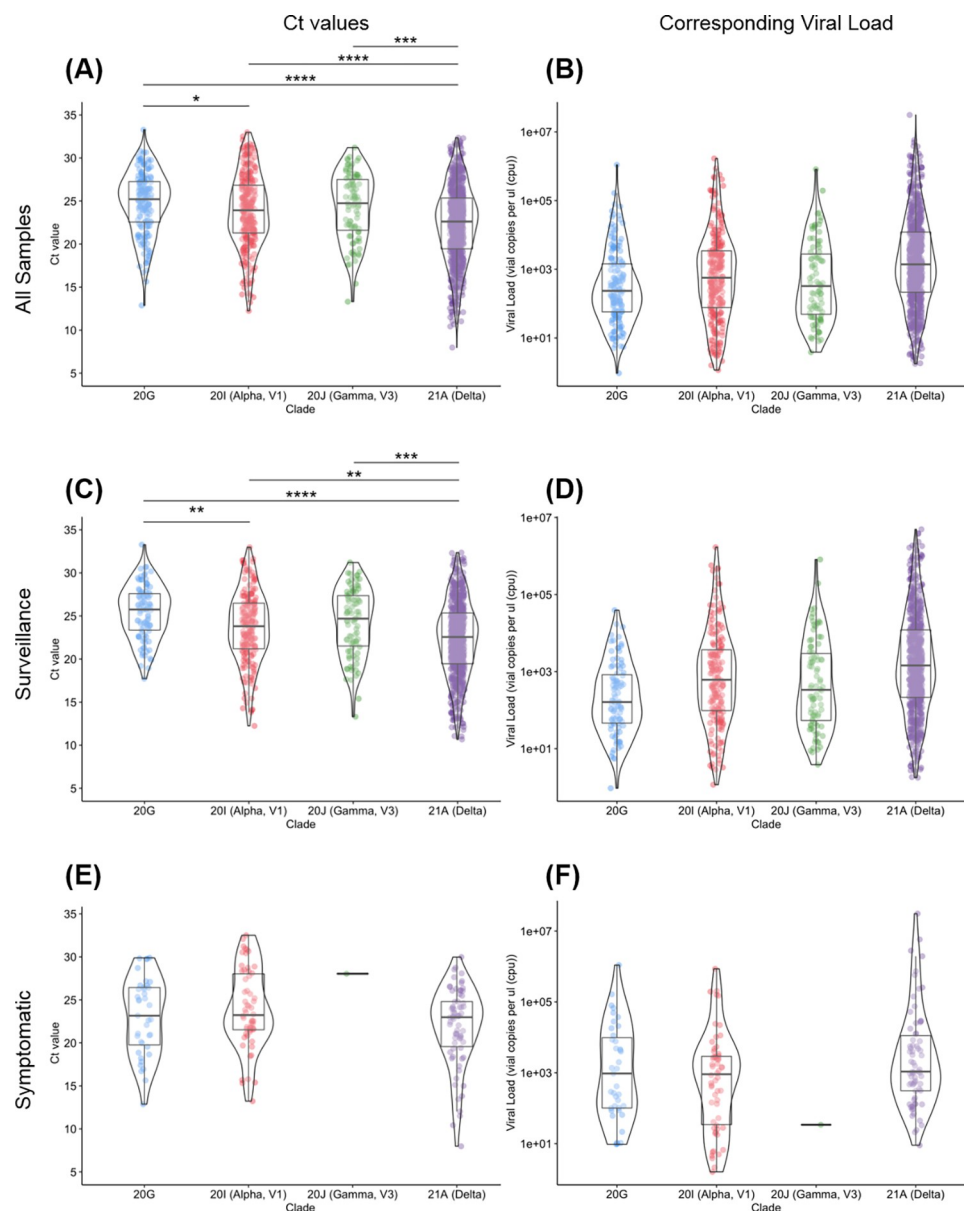 Ct values
Corresponding Viral Load
***
****
****
*
(A)
(B)
All Samples
Ct value
35
30
25
20
15
10
5
20G 20I (Alpha, V1) 20J (Gamma, V3) 21A (Delta)
Clade
Viral Load (vial copies per ul (cpu))
1e+07
1e+05
1e+03
1e+01
20G 20I (Alpha, V1) 20J (Gamma, V3) 21A (Delta)
Clade
***
**
****
**
(C)
(D)
Surveillance
Ct value
35
30
25
20
15
10
5
20G 20I (Alpha, V1) 20J (Gamma, V3) 21A (Delta)
Clade
Viral Load (vial copies per ul (cpu))
1e+07
1e+05
1e+03
1e+01
20G 20I (Alpha, V1) 20J (Gamma, V3) 21A (Delta)
Clade
(E)
(F)
Symptomatic
Ct value
35
30
25
20
15
10
5
20G 20I (Alpha, V1) 20J (Gamma, V3) 21A (Delta)
Clade
Viral Load (vial copies per ul (cpu))
1e+07
1e+05
1e+03
1e+01
20G 20I (Alpha, V1) 20J (Gamma, V3) 21A (Delta)
Clade